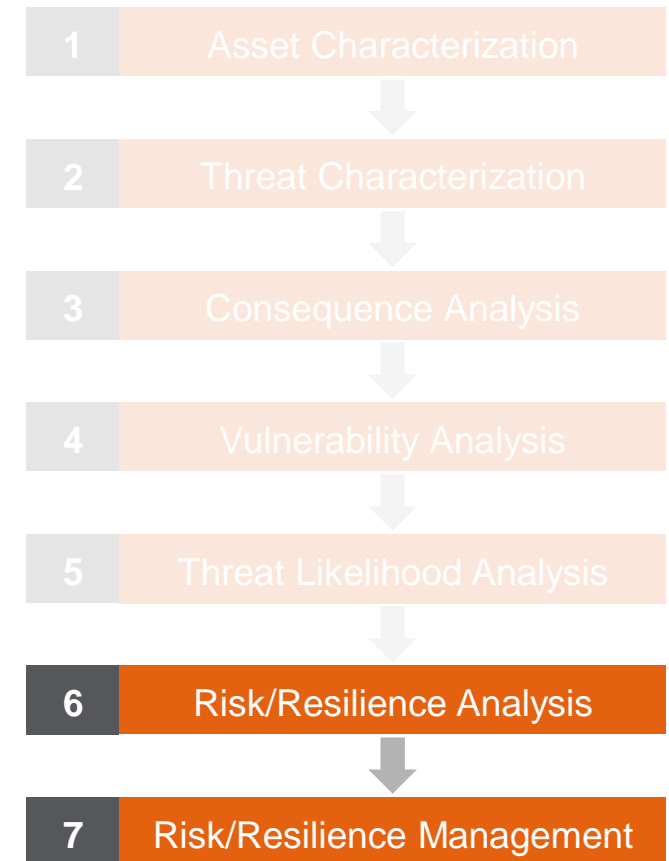 1 Asset Characterization
2 Threat Characterization
3 Consequence Analysis
4 Vulnerability Analysis
5 Threat Likelihood Analysis
6 Risk/Resilience Analysis
7 Risk/Resilience Management